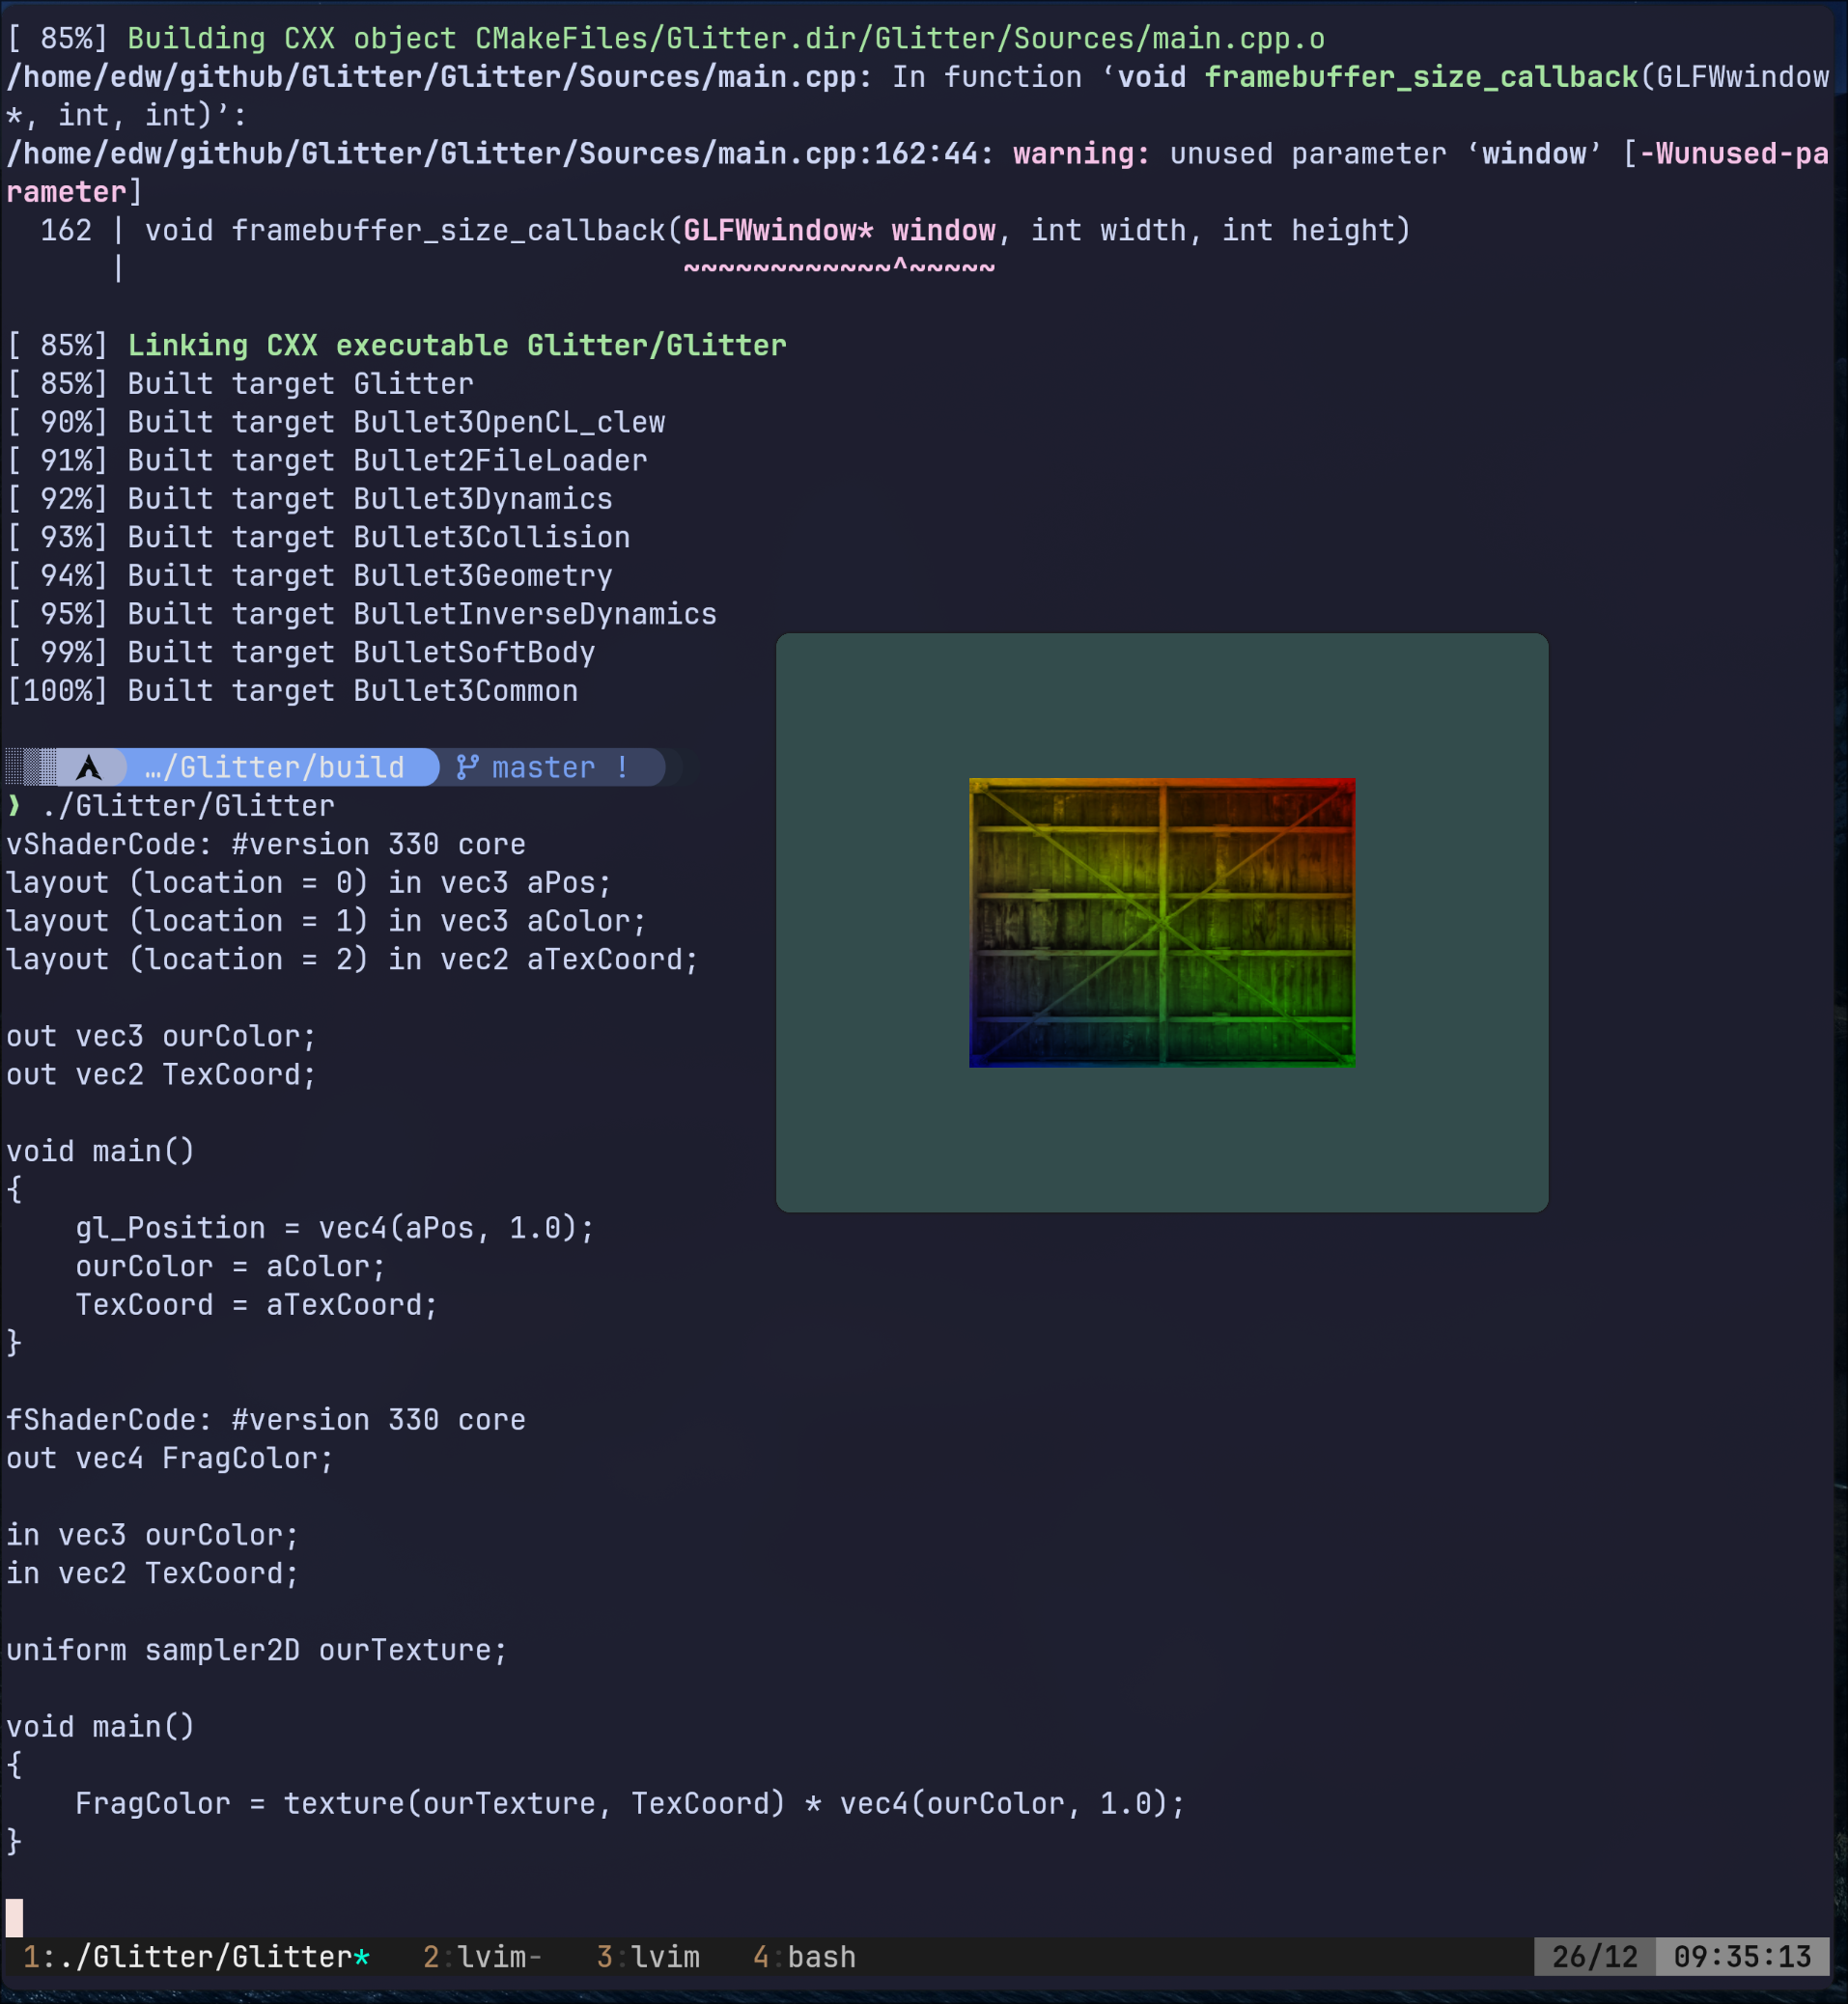 [ 85%] Building CXX object CMakeFiles/Glitter.dir/Glitter/Sources/main.cpp.o
/home/edw/github/Glitter/Glitter/Sources/main.cpp: In function ‘void framebuffer_size_callback(GLFWwindow
*, int, int)’:
/home/edw/github/Glitter/Glitter/Sources/main.cpp:162:44: warning: unused parameter ‘window’ [-Wunused-pa
rameter]
  162 | void framebuffer_size_callback(GLFWwindow* window, int width, int height)
      |                                ~~~~~~~~~~~~^~~~~~
[ 85%] Linking CXX executable Glitter/Glitter
[ 85%] Built target Glitter
[ 90%] Built target Bullet3OpenCL_clew
[ 91%] Built target Bullet2FileLoader
[ 92%] Built target Bullet3Dynamics
[ 93%] Built target Bullet3Collision
[ 94%] Built target Bullet3Geometry
[ 95%] Built target BulletInverseDynamics
[ 99%] Built target BulletSoftBody
[100%] Built target Bullet3Common
…/Glitter/build master !
❯ ./Glitter/Glitter
vShaderCode: #version 330 core
layout (location = 0) in vec3 aPos;
layout (location = 1) in vec3 aColor;
layout (location = 2) in vec2 aTexCoord;
out vec3 ourColor;
out vec2 TexCoord;
void main()
{
    gl_Position = vec4(aPos, 1.0);
    ourColor = aColor;
    TexCoord = aTexCoord;
}
fShaderCode: #version 330 core
out vec4 FragColor;
in vec3 ourColor;
in vec2 TexCoord;
uniform sampler2D ourTexture;
void main()
{
    FragColor = texture(ourTexture, TexCoord) * vec4(ourColor, 1.0);
}
1:./Glitter/Glitter* 2:lvim- 3:lvim 4:bash 26/12 09:35:13